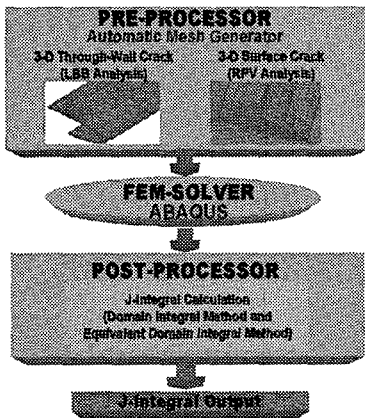 PRE-PROCESSOR
Automatic Mesh Generator
3-D Through-Wall Crack
(LBB Analysis)
3-D Surface Crack
(RPV Analysis)
FEM-SOLVER
ABAQUS
POST-PROCESSOR
J-Integral Calculation
(Domain Integral Method and
Equivalent Domain Integral Method)
J-Integral Output